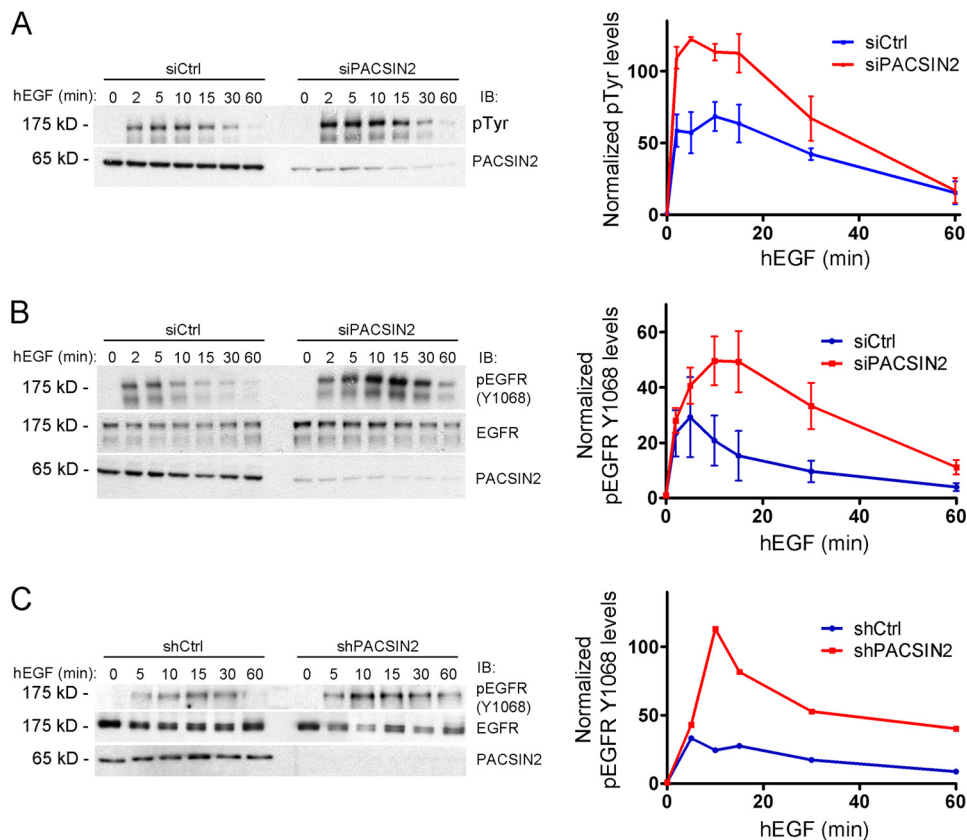 A
siCtrl siPACSIN2
hEGF (min): 0 2 5 10 15 30 60 0 2 5 10 15 30 60 IB:
175 kD - pTyr
65 kD - PACSIN2
Normalized pTyr levels
100
50
0
0 20 40 60
hEGF (min)
siCtrl
siPACSIN2
B
siCtrl siPACSIN2
hEGF (min): 0 2 5 10 15 30 60 0 2 5 10 15 30 60 IB:
175 kD - pEGFR
(Y1068)
175 kD - EGFR
65 kD - PACSIN2
Normalized
pEGFR Y1068 levels
60
40
20
0
0 20 40 60
hEGF (min)
siCtrl
siPACSIN2
C
shCtrl shPACSIN2
hEGF (min): 0 5 10 15 30 60 0 5 10 15 30 60 IB:
175 kD - pEGFR
(Y1068)
175 kD - EGFR
65 kD - PACSIN2
Normalized
pEGFR Y1068 levels
100
50
0
0 20 40 60
hEGF (min)
shCtrl
shPACSIN2